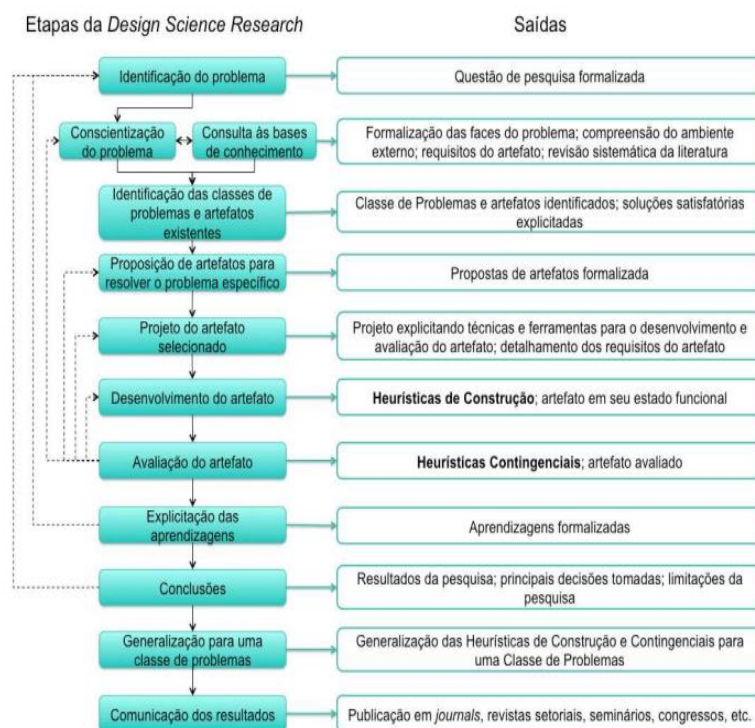 Etapas da Design Science Research
Saídas
Identificação do problema
Questão de pesquisa formalizada
Conscientização
do problema
Consulta às bases
de conhecimento
Formalização das faces do problema; compreensão do ambiente
externo; requisitos do artefato; revisão sistemática da literatura
Identificação das classes de
problemas e artefatos
existentes
Classe de Problemas e artefatos identificados; soluções satisfatórias
explicitadas
Proposição de artefatos para
resolver o problema específico
Propostas de artefatos formalizada
Projeto do artefato
selecionado
Projeto explicitando técnicas e ferramentas para o desenvolvimento e
avaliação do artefato; detalhamento dos requisitos do artefato
Desenvolvimento do artefato
Heurísticas de Construção; artefato em seu estado funcional
Avaliação do artefato
Heurísticas Contingenciais; artefato avaliado
Explicitação das
aprendizagens
Aprendizagens formalizadas
Conclusões
Resultados da pesquisa; principais decisões tomadas; limitações da
pesquisa
Generalização para uma
classe de problemas
Generalização das Heurísticas de Construção e Contingenciais para
uma Classe de Problemas
Comunicação dos resultados
Publicação em journals, revistas setoriais, seminários, congressos, etc.